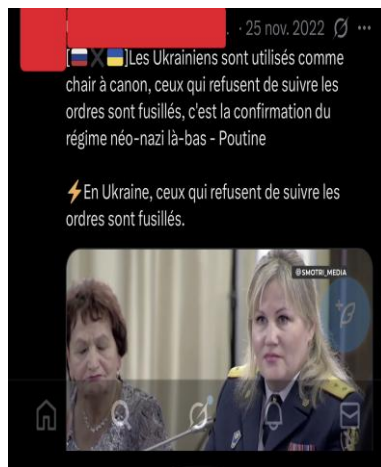 . · 25 nov. 2022
[🇷🇺❌🇺🇦]Les Ukrainiens sont utilisés comme
chair à canon, ceux qui refusent de suivre les
ordres sont fusillés, c'est la confirmation du
régime néo-nazi là-bas - Poutine
⚡En Ukraine, ceux qui refusent de suivre les
ordres sont fusillés.
@SMOTRI_MEDIA